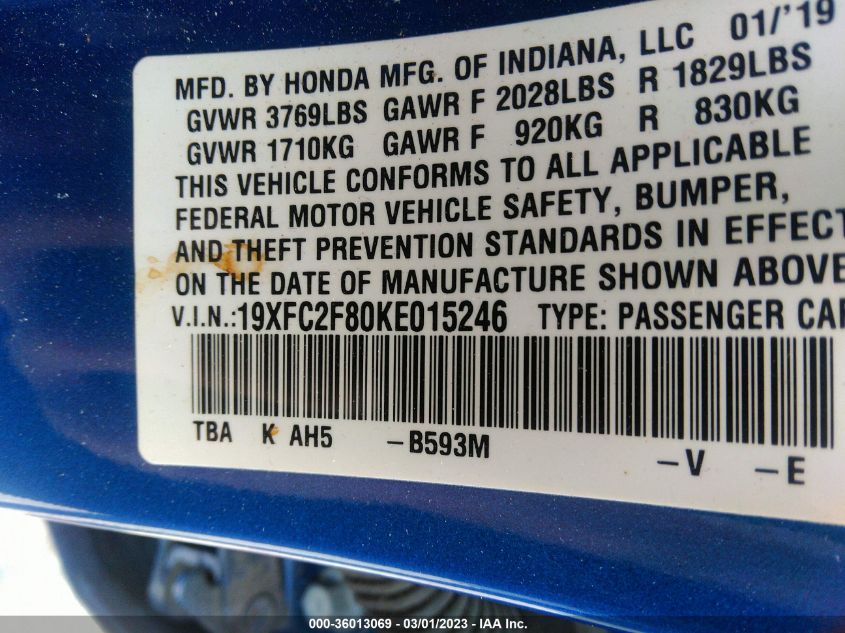 MFD. BY HONDA MFG. OF INDIANA, LLC 01/'19
GVWR 3769LBS GAWR F 2028LBS R 1829LBS
GVWR 1710KG GAWR F 920KG R 830KG
THIS VEHICLE CONFORMS TO ALL APPLICABLE
FEDERAL MOTOR VEHICLE SAFETY, BUMPER,
AND THEFT PREVENTION STANDARDS IN EFFECT
ON THE DATE OF MANUFACTURE SHOWN ABOVE
V.I.N.:19XFC2F80KE015246 TYPE: PASSENGER CAR
TBA K AH5 -B593M -V -E
000-36013069 - 03/01/2023 - IAA Inc.